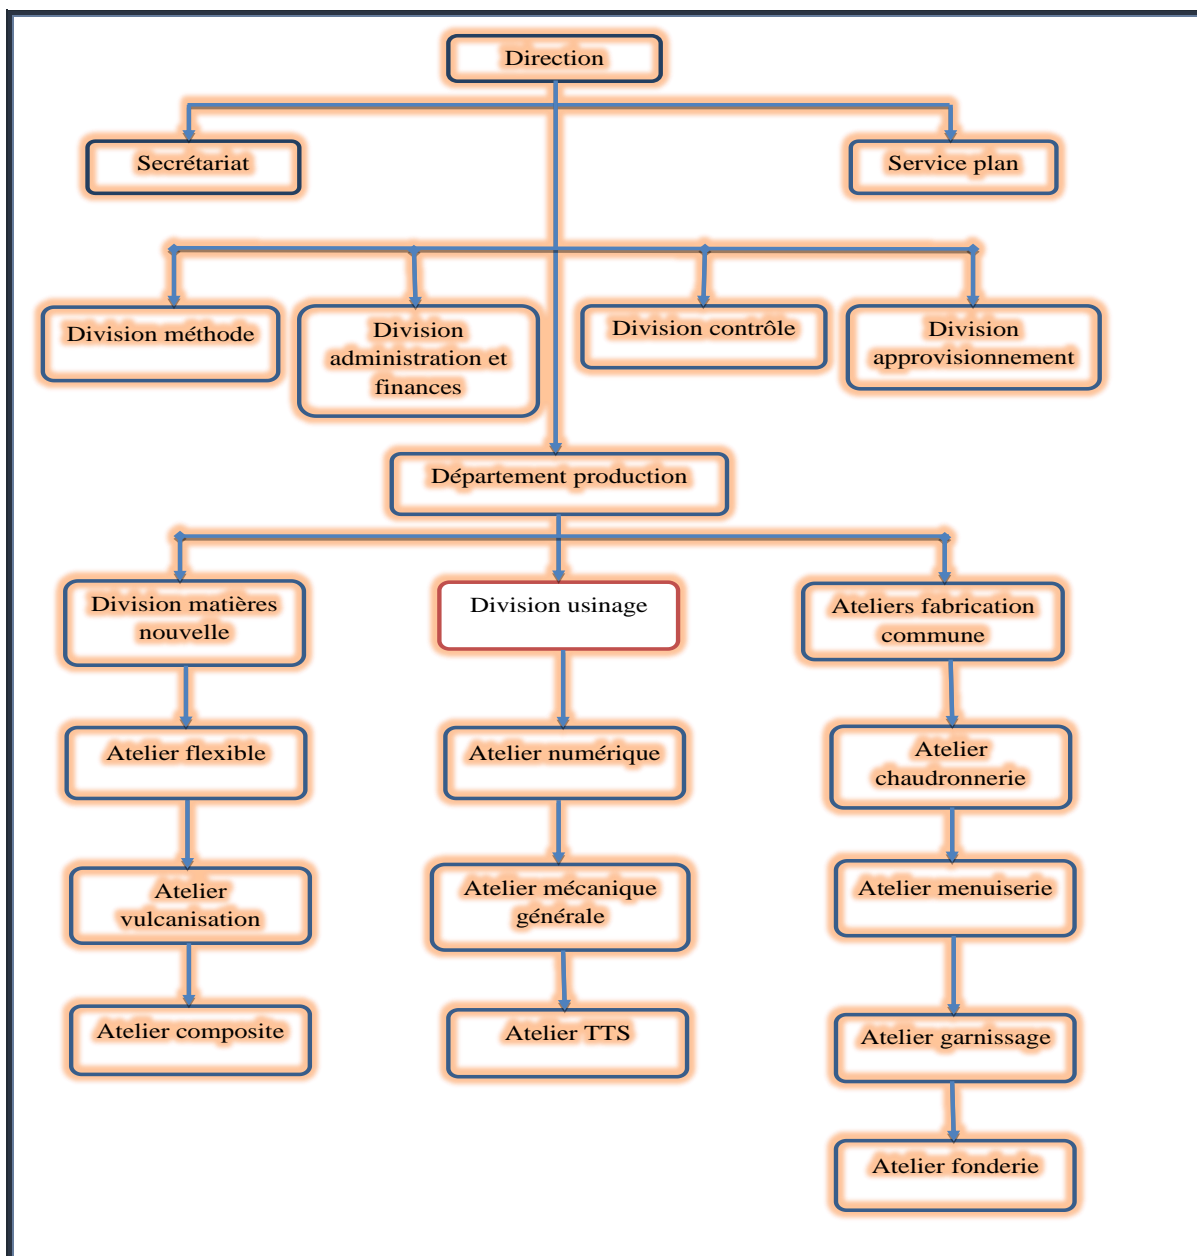 Direction
Secrétariat
Service plan
Division méthode
Division
administration et
finances
Division contrôle
Division
approvisionnement
Département production
Division matières
nouvelle
Division usinage
Ateliers fabrication
commune
Atelier flexible
Atelier numérique
Atelier
chaudronnerie
Atelier
vulcanisation
Atelier mécanique
générale
Atelier menuiserie
Atelier composite
Atelier TTS
Atelier garnissage
Atelier fonderie